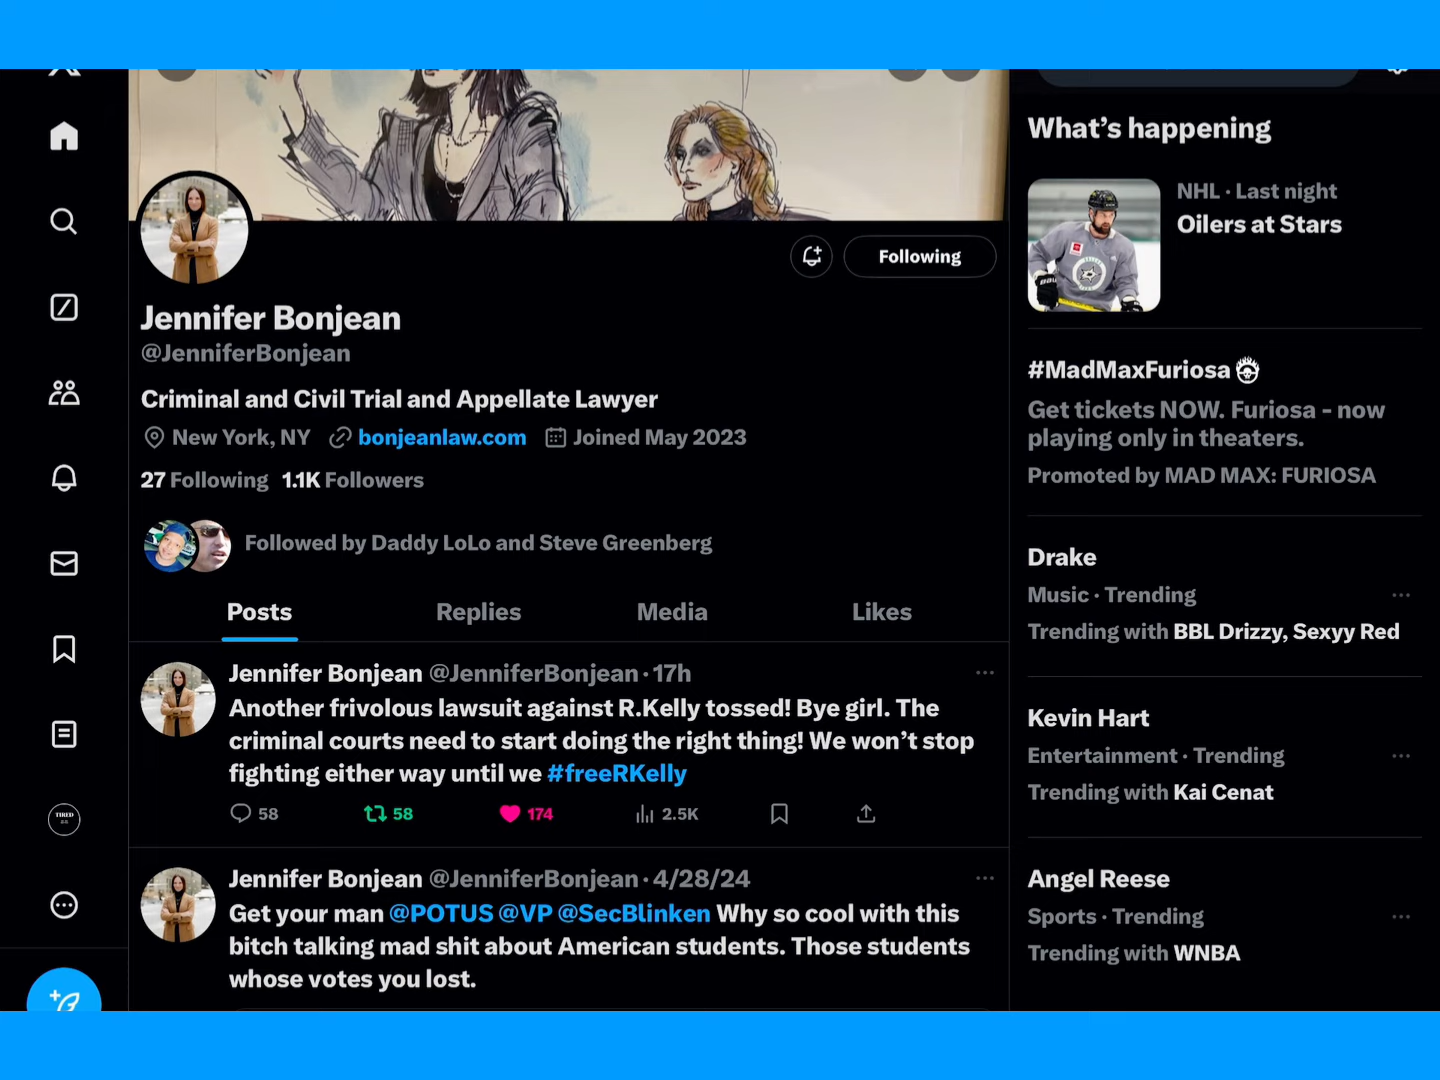 Jennifer Bonjean
@JenniferBonjean
Following
Criminal and Civil Trial and Appellate Lawyer
New York, NY bonjeanlaw.com Joined May 2023
27 Following 1.1K Followers
Followed by Daddy LoLo and Steve Greenberg
Posts Replies Media Likes
Jennifer Bonjean @JenniferBonjean · 17h
Another frivolous lawsuit against R.Kelly tossed! Bye girl. The
criminal courts need to start doing the right thing! We won’t stop
fighting either way until we #freeRKelly
58 58 174 2.5K
Jennifer Bonjean @JenniferBonjean · 4/28/24
Get your man @POTUS @VP @SecBlinken Why so cool with this
bitch talking mad shit about American students. Those students
whose votes you lost.
What’s happening
NHL · Last night
Oilers at Stars
#MadMaxFuriosa
Get tickets NOW. Furiosa - now
playing only in theaters.
Promoted by MAD MAX: FURIOSA
Drake
Music · Trending
Trending with BBL Drizzy, Sexyy Red
Kevin Hart
Entertainment · Trending
Trending with Kai Cenat
Angel Reese
Sports · Trending
Trending with WNBA
TIRED